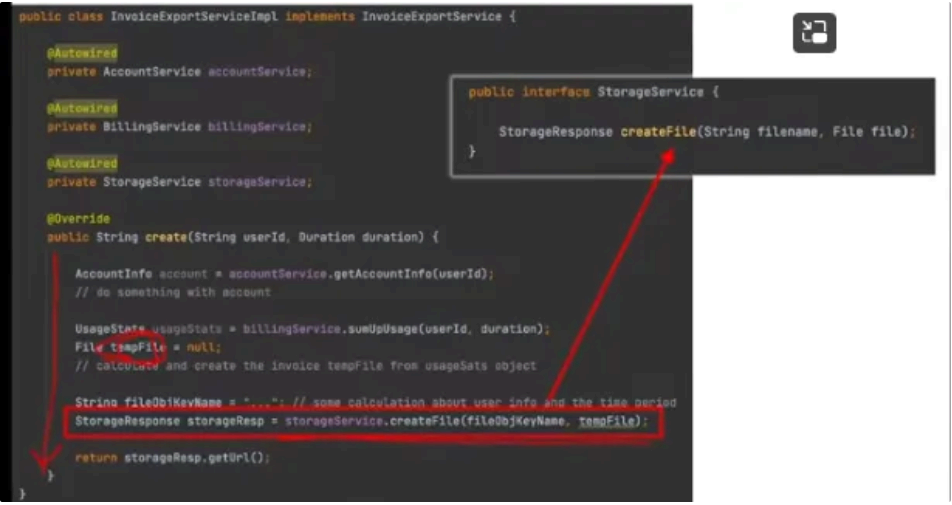 public class InvoiceExportServiceImpl implements InvoiceExportService {
@Autowired
private AccountService accountService;
@Autowired
private BillingService billingService;
@Autowired
private StorageService storageService;
@Override
public String create(String userId, Duration duration) {
AccountInfo account = accountService.getAccountInfo(userId);
// do something with account
UsageStats usageStats = billingService.sumUpUsage(userId, duration);
File tempFile = null;
// calculate and create the invoice tempFile from usageSats object
String fileObjKeyName = "..."; // some calculation about user info and the time period
StorageResponse storageResp = storageService.createFile(fileObjKeyName, tempFile);
return storageResp.getUrl();
}
}
public interface StorageService {
StorageResponse createFile(String filename, File file);
}